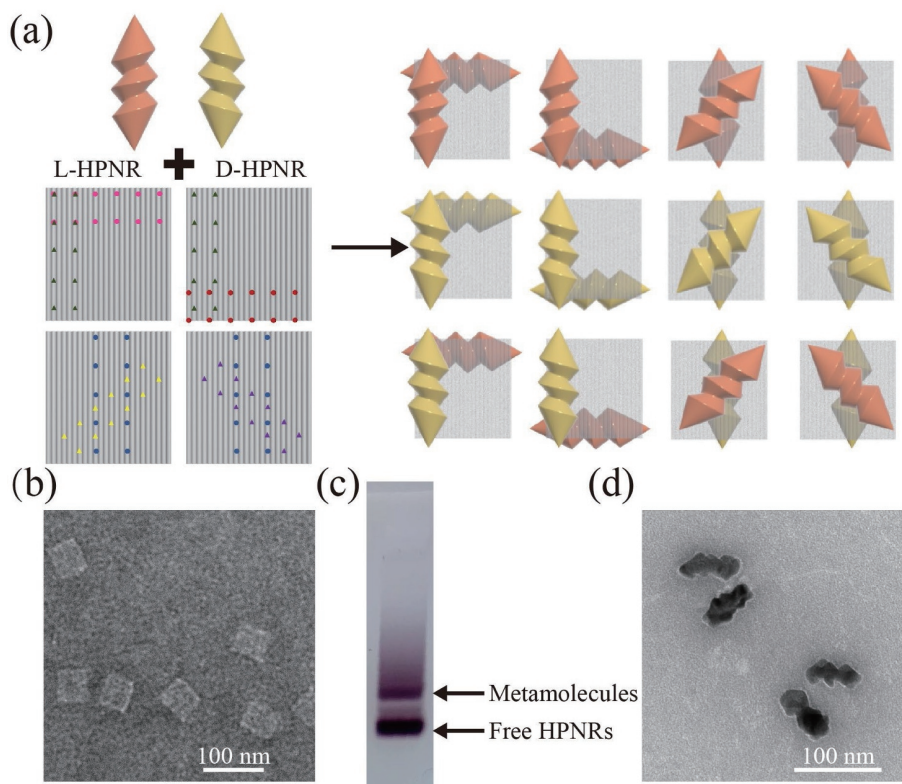 (a)
L-HPNR + D-HPNR
(b)
(c)
(d)
Metamolecules
Free HPNRs
100 nm
100 nm